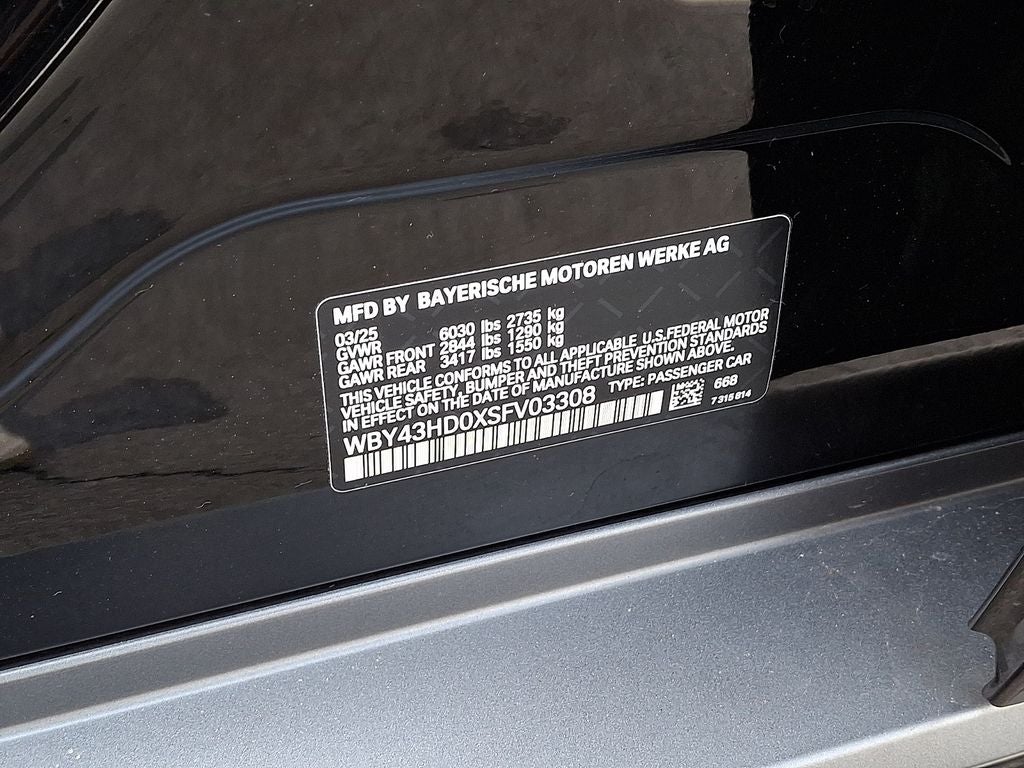 MFD BY BAYERISCHE MOTOREN WERKE AG
03/25
GVWR 6030 lbs 2735 kg
GAWR FRONT 2844 lbs 1290 kg
GAWR REAR 3417 lbs 1550 kg
THIS VEHICLE CONFORMS TO ALL APPLICABLE U.S.FEDERAL MOTOR
VEHICLE SAFETY, BUMPER AND THEFT PREVENTION STANDARDS
IN EFFECT ON DATE OF MANUFACTURE SHOWN ABOVE.
WBY43HD0XSFV03308 TYPE: PASSENGER CAR
668
7 315 814